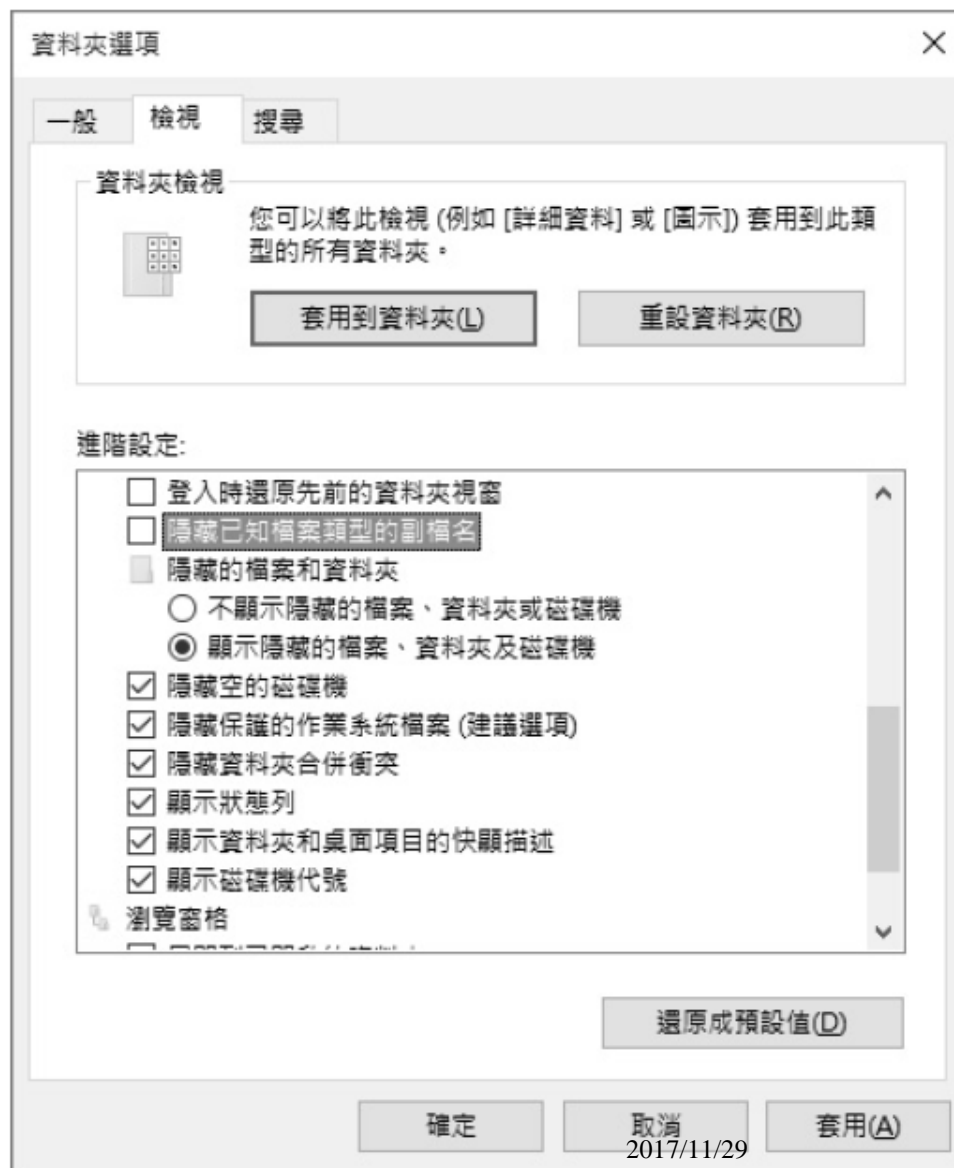 資料夾選項
一般 檢視 搜尋
資料夾檢視
您可以將此檢視 (例如 [詳細資料] 或 [圖示]) 套用到此類
型的所有資料夾。
套用到資料夾(L) 重設資料夾(R)
進階設定:
登入時還原先前的資料夾視窗
隱藏已知檔案類型的副檔名
隱藏的檔案和資料夾
不顯示隱藏的檔案、資料夾或磁碟機
顯示隱藏的檔案、資料夾及磁碟機
隱藏空的磁碟機
隱藏保護的作業系統檔案 (建議選項)
隱藏資料夾合併衝突
顯示狀態列
顯示資料夾和桌面項目的快顯描述
顯示磁碟機代號
瀏覽窗格
還原成預設值(D)
確定 取消 套用(A)
2017/11/29